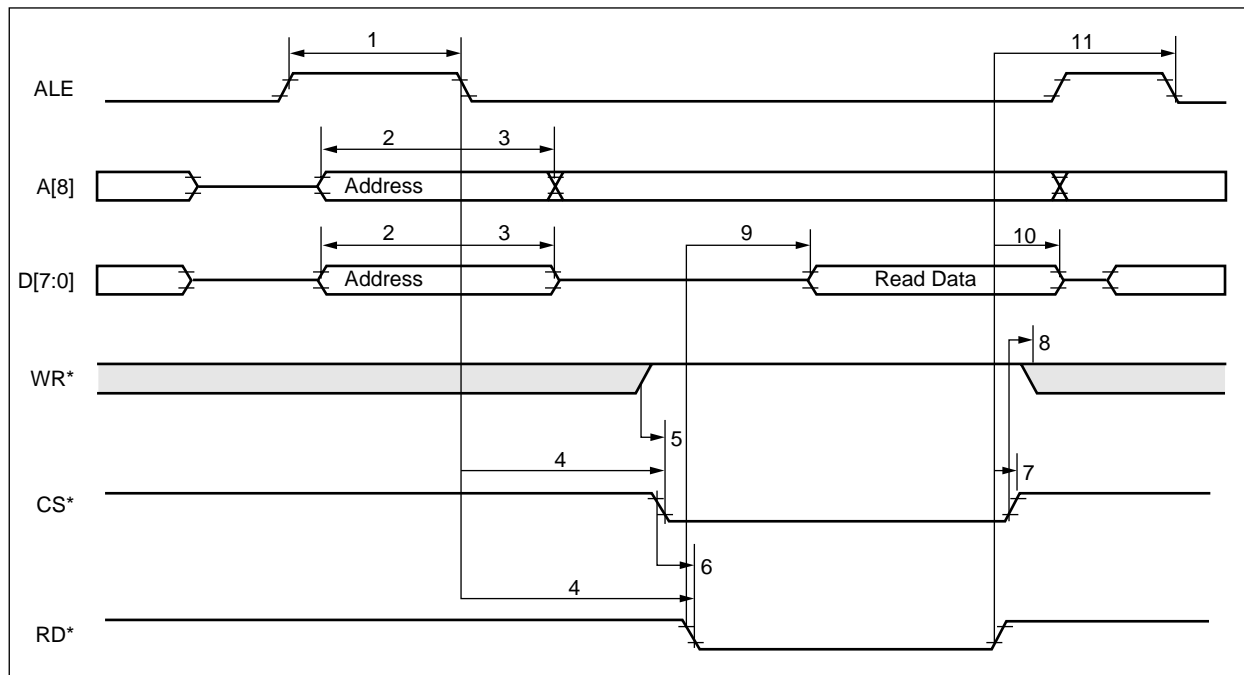 1 11
ALE
2 3
A[8] Address
2 3 9 10
D[7:0] Address Read Data
8
WR*
5
4 7
CS*
6
4
RD*